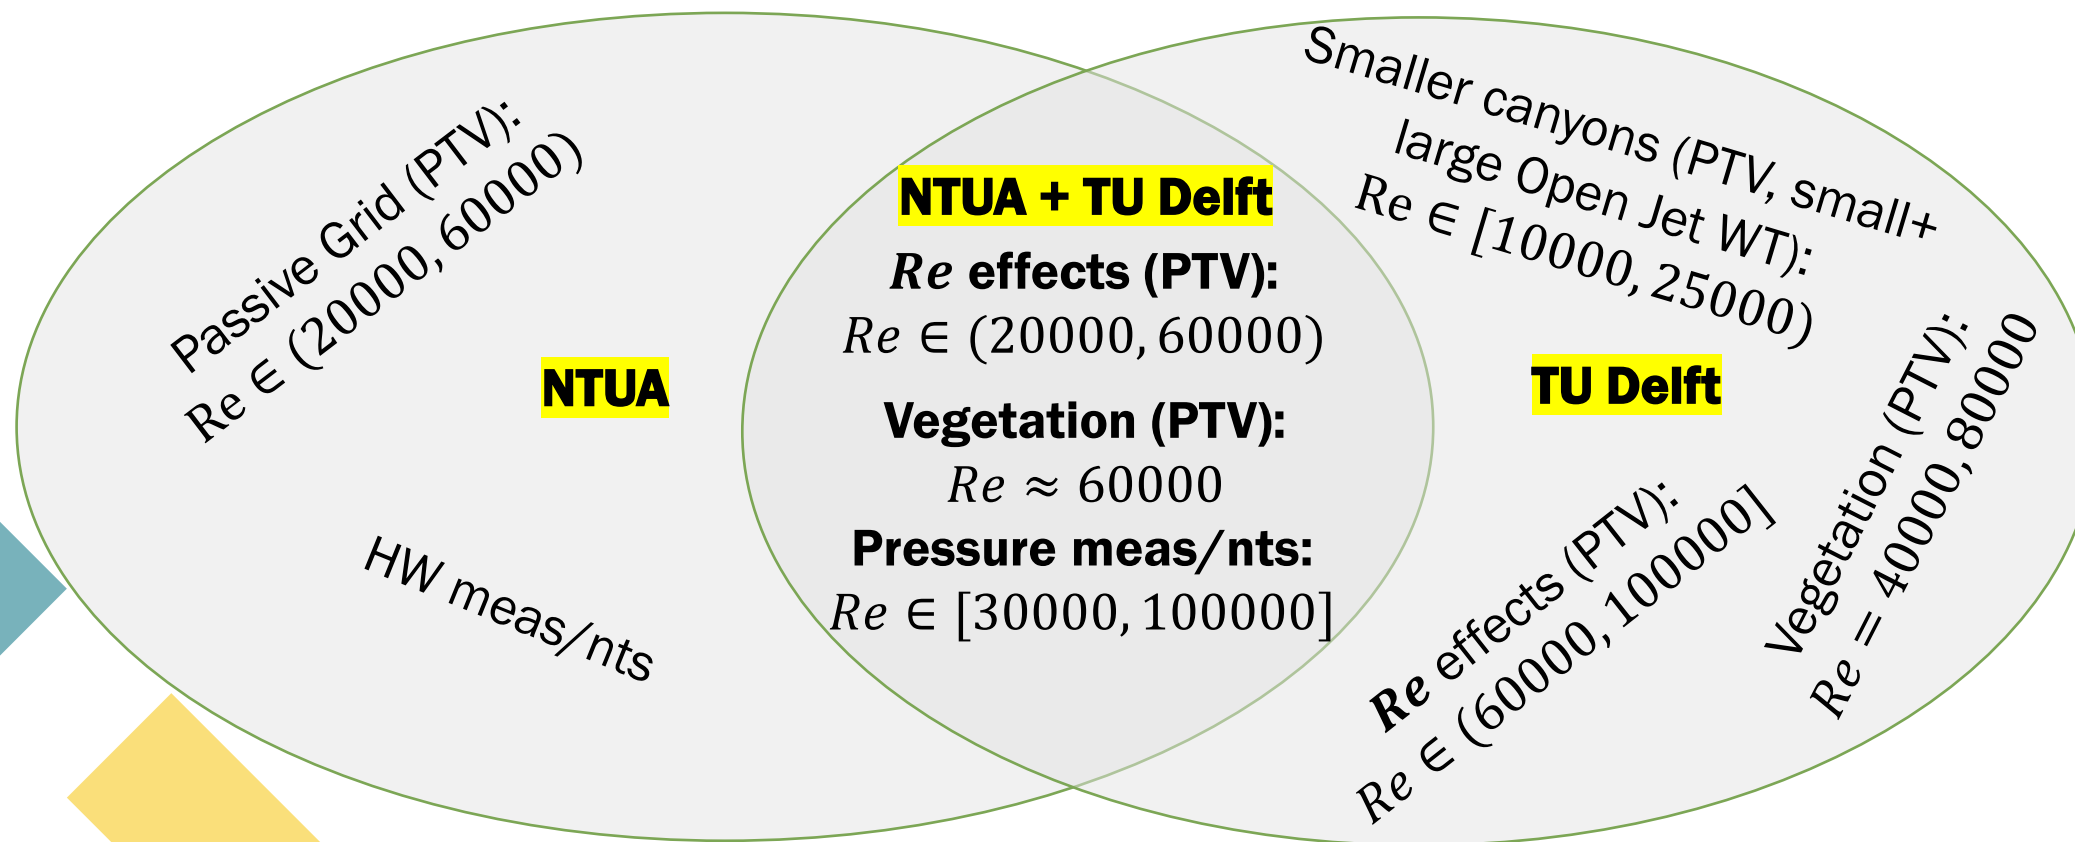 Passive Grid (PTV):
Re ∈ (20000, 60000)
NTUA
HW meas/nts
NTUA + TU Delft
Re effects (PTV):
Re ∈ (20000, 60000)
Vegetation (PTV):
Re ≈ 60000
Pressure meas/nts:
Re ∈ [30000, 100000]
Smaller canyons (PTV, small+
large Open Jet WT):
Re ∈ [10000, 25000)
TU Delft
Re effects (PTV):
Re ∈ (60000, 100000]
Vegetation (PTV):
Re = 40000, 80000